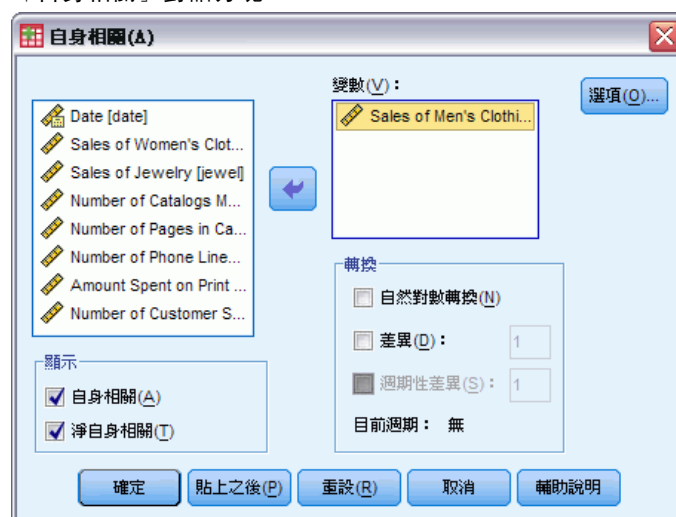 自身相關(A)
變數(V)：
選項(O)...
Date [date]
Sales of Women's Clot...
Sales of Jewelry [jewel]
Number of Catalogs M...
Number of Pages in Ca...
Number of Phone Line...
Amount Spent on Print ...
Number of Customer S...
Sales of Men's Clothi...
轉換
自然對數轉換(N)
差異(D)： 1
週期性差異(S)： 1
目前週期： 無
顯示
自身相關(A)
淨自身相關(T)
確定 貼上之後(P) 重設(R) 取消 輔助說明